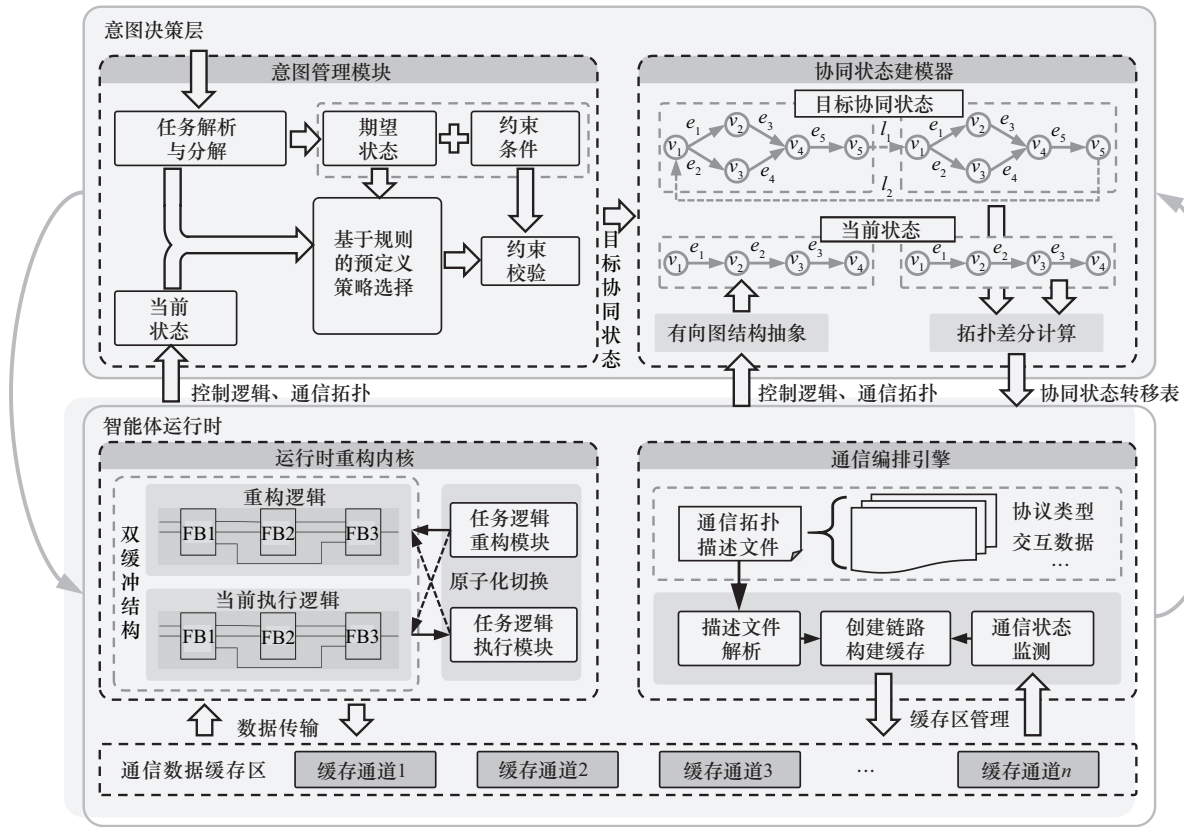 意图决策层
意图管理模块
任务解析
与分解
期望
状态
约束
条件
基于规则
的预定义
策略选择
约束
校验
当前
状态
目标协同状态
协同状态建模器
目标协同状态
v1 e1 e2 v2 v3 e3 e4 v4 e5 v5 l1 v1 e1 e2 v2 v3 e3 e4 v4 e5 v5
l2
当前状态
v1 e1 v2 e2 v3 e3 v4 v1 e1 v2 e2 v3 e3 v4
有向图结构抽象
拓扑差分计算
控制逻辑、通信拓扑
控制逻辑、通信拓扑
协同状态转移表
智能体运行时
运行时重构内核
双缓冲结构
重构逻辑
FB1 FB2 FB3
当前执行逻辑
FB1 FB2 FB3
任务逻辑
重构模块
原子化切换
任务逻辑
执行模块
通信编排引擎
通信拓扑
描述文件
协议类型
交互数据
…
描述文件
解析
创建链路
构建缓存
通信状态
监测
数据传输
缓存区管理
通信数据缓存区
缓存通道1
缓存通道2
缓存通道3
…
缓存通道n